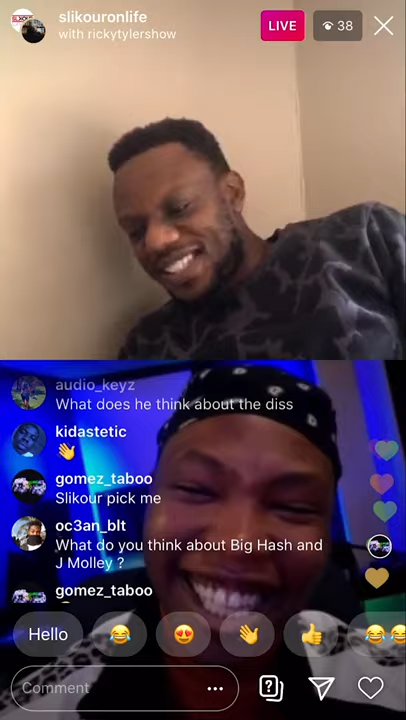 slikouronlife
with rickytylershow
LIVE
38
audio_keyz
What does he think about the diss
kidastetic
👋
gomez_taboo
Slikour pick me
oc3an_blt
What do you think about Big Hash and
J Molley ?
gomez_taboo
Hello 😂 😍 👋 👍 😂😂
Comment